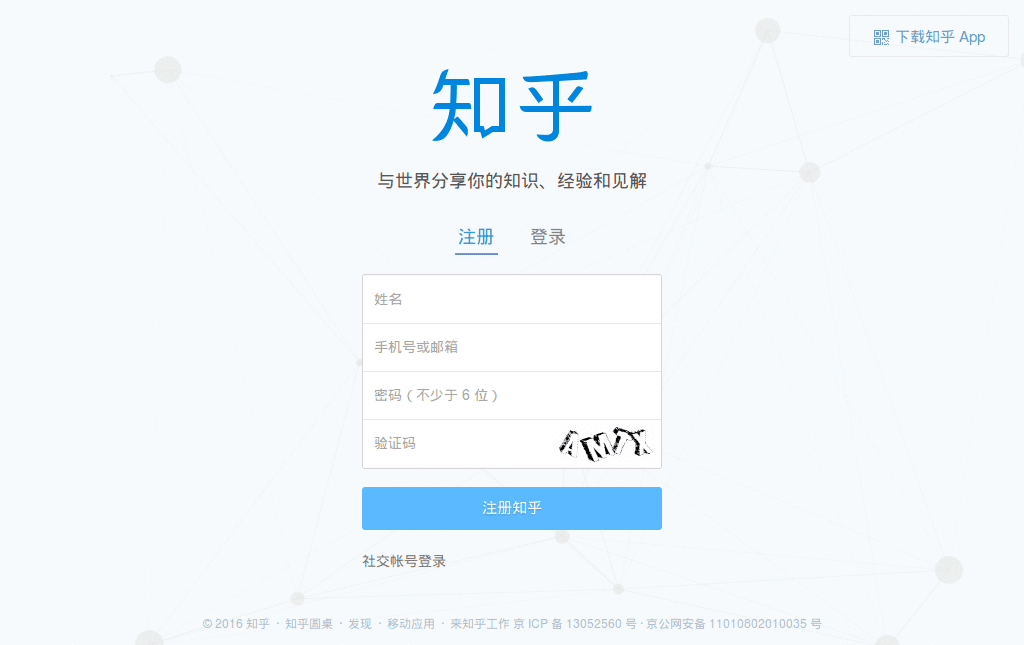 下载知乎 App
知乎
与世界分享你的知识、经验和见解
注册 登录
姓名
手机号或邮箱
密码（不少于 6 位）
验证码
注册知乎
社交帐号登录
© 2016 知乎 · 知乎圆桌 · 发现 · 移动应用 · 来知乎工作 京 ICP 备 13052560 号 · 京公网安备 11010802010035 号